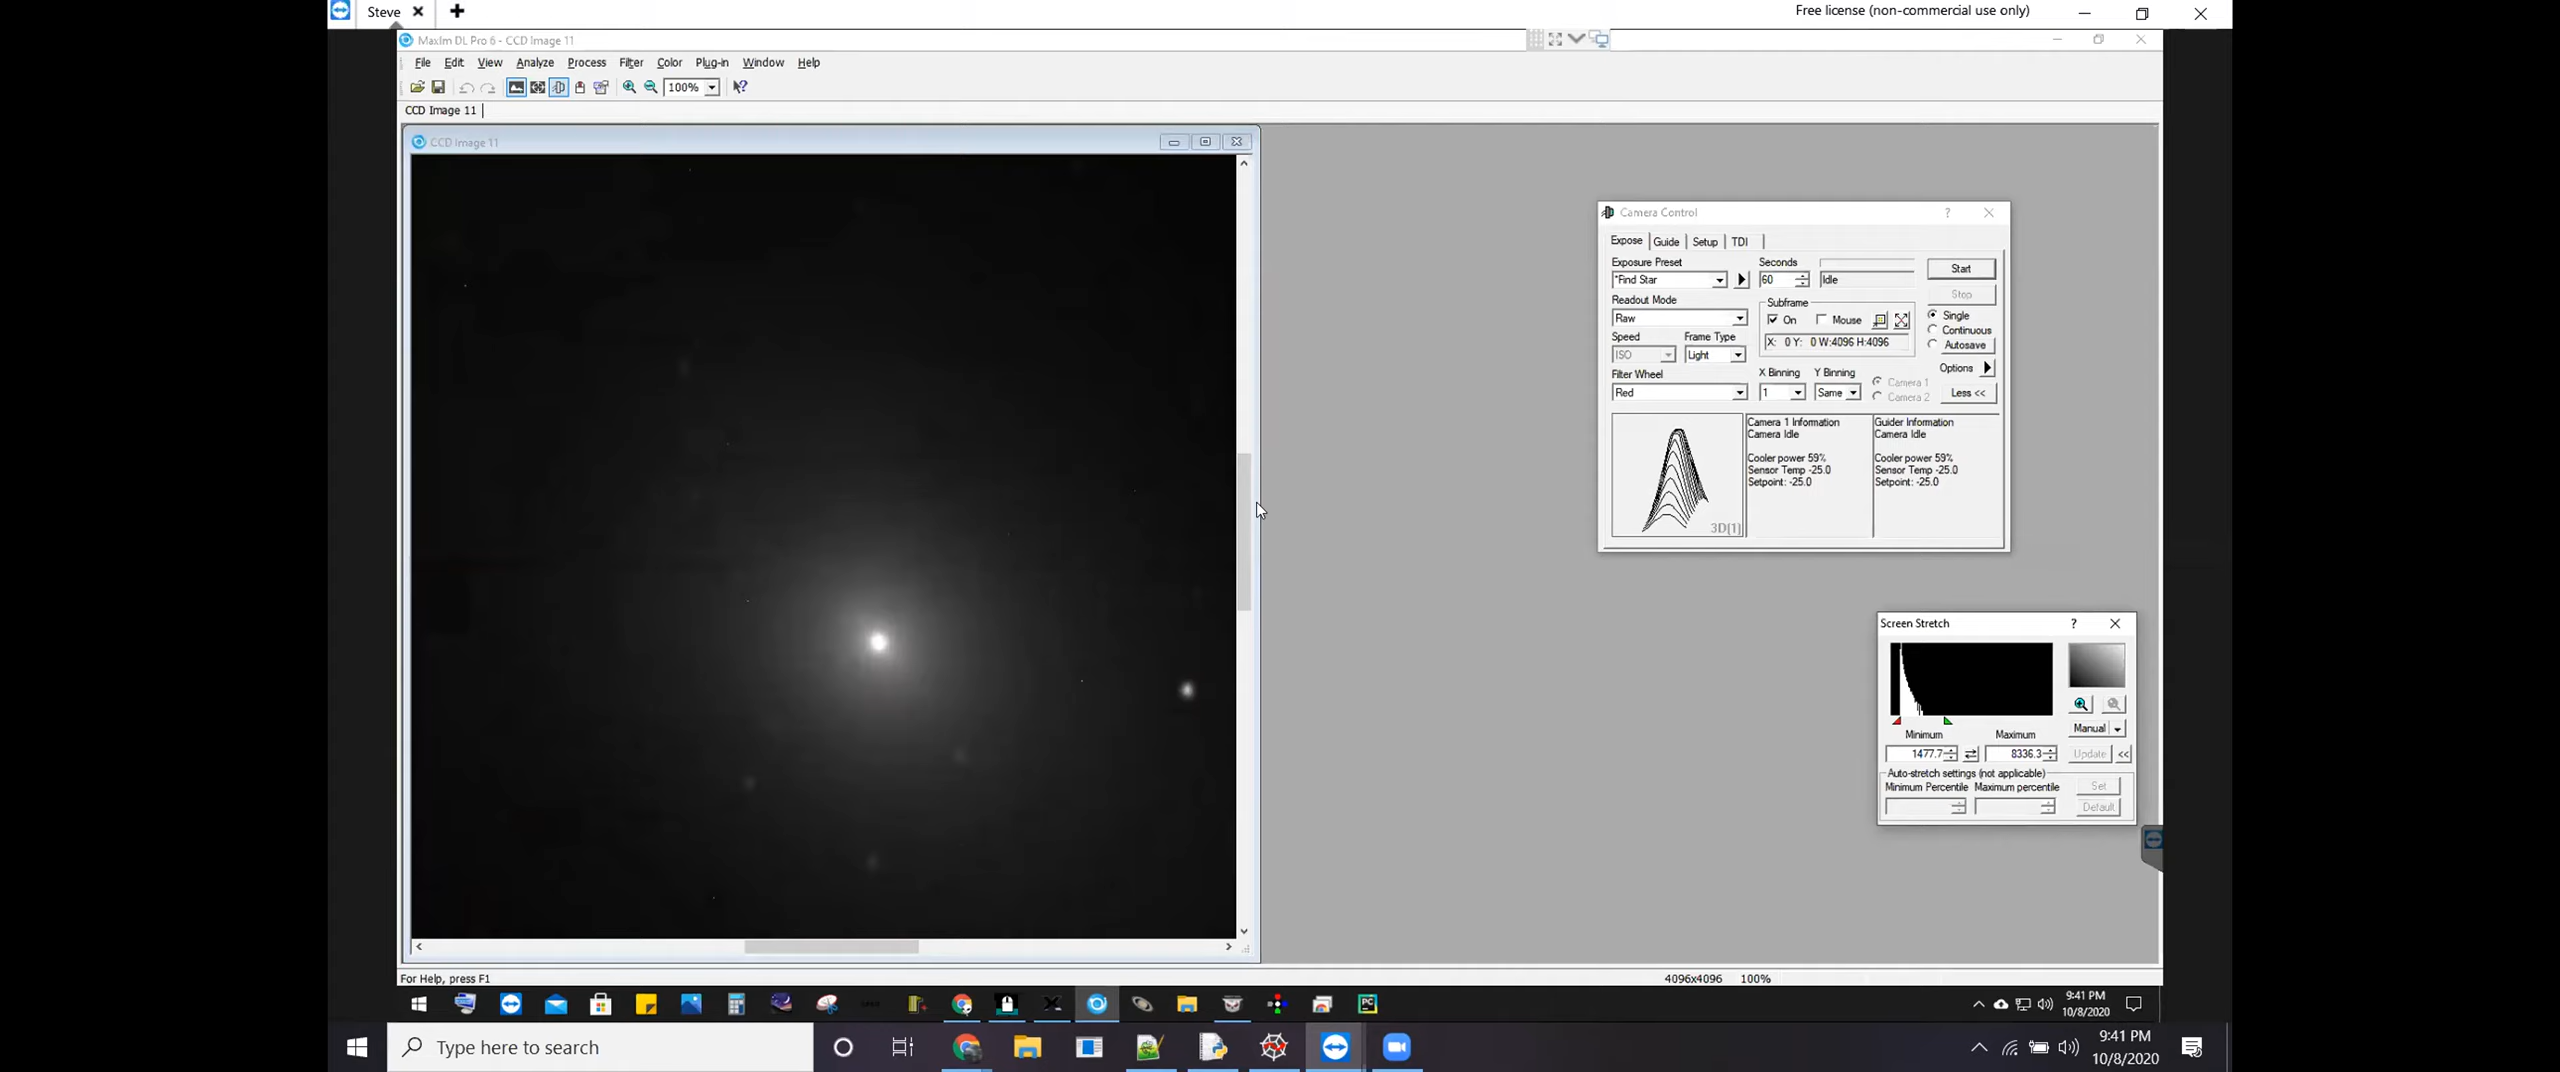 Steve
Free license (non-commercial use only)
MaxIm DL Pro 6 - CCD Image 11
File Edit View Analyze Process Filter Color Plug-in Window Help
100%
CCD Image 11
CCD Image 11
Camera Control
Expose Guide Setup TDI
Exposure Preset Seconds
*Find Star 60 Idle Start
Readout Mode Subframe Stop
Raw On Mouse Single
Continuous
Speed Frame Type X: 0 Y: 0 W:4096 H:4096 Autosave
ISO Light
Options
Filter Wheel X Binning Y Binning Camera 1
Red 1 Same Camera 2 Less <<
Camera 1 Information Guider Information
Camera Idle Camera Idle
Cooler power 59% Cooler power 59%
Sensor Temp -25.0 Sensor Temp -25.0
Setpoint: -25.0 Setpoint: -25.0
3D[1]
Screen Stretch
Manual
Minimum Maximum
1477.7 8336.3 Update <<
Auto-stretch settings (not applicable)
Minimum Percentile Maximum percentile Set
Default
For Help, press F1 4096x4096 100%
9:41 PM
10/8/2020
PC
Type here to search
9:41 PM
10/8/2020